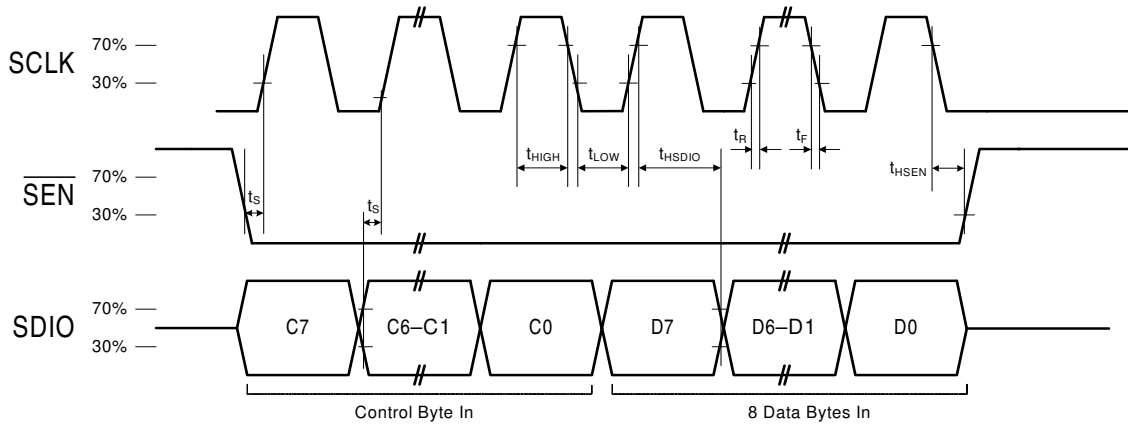 SCLK
70%
30%
SEN
70%
30%
tS
tS
tHIGH
tLOW
tHSDIO
tR
tF
tHSEN
SDIO
70%
30%
C7
C6–C1
C0
D7
D6–D1
D0
Control Byte In
8 Data Bytes In